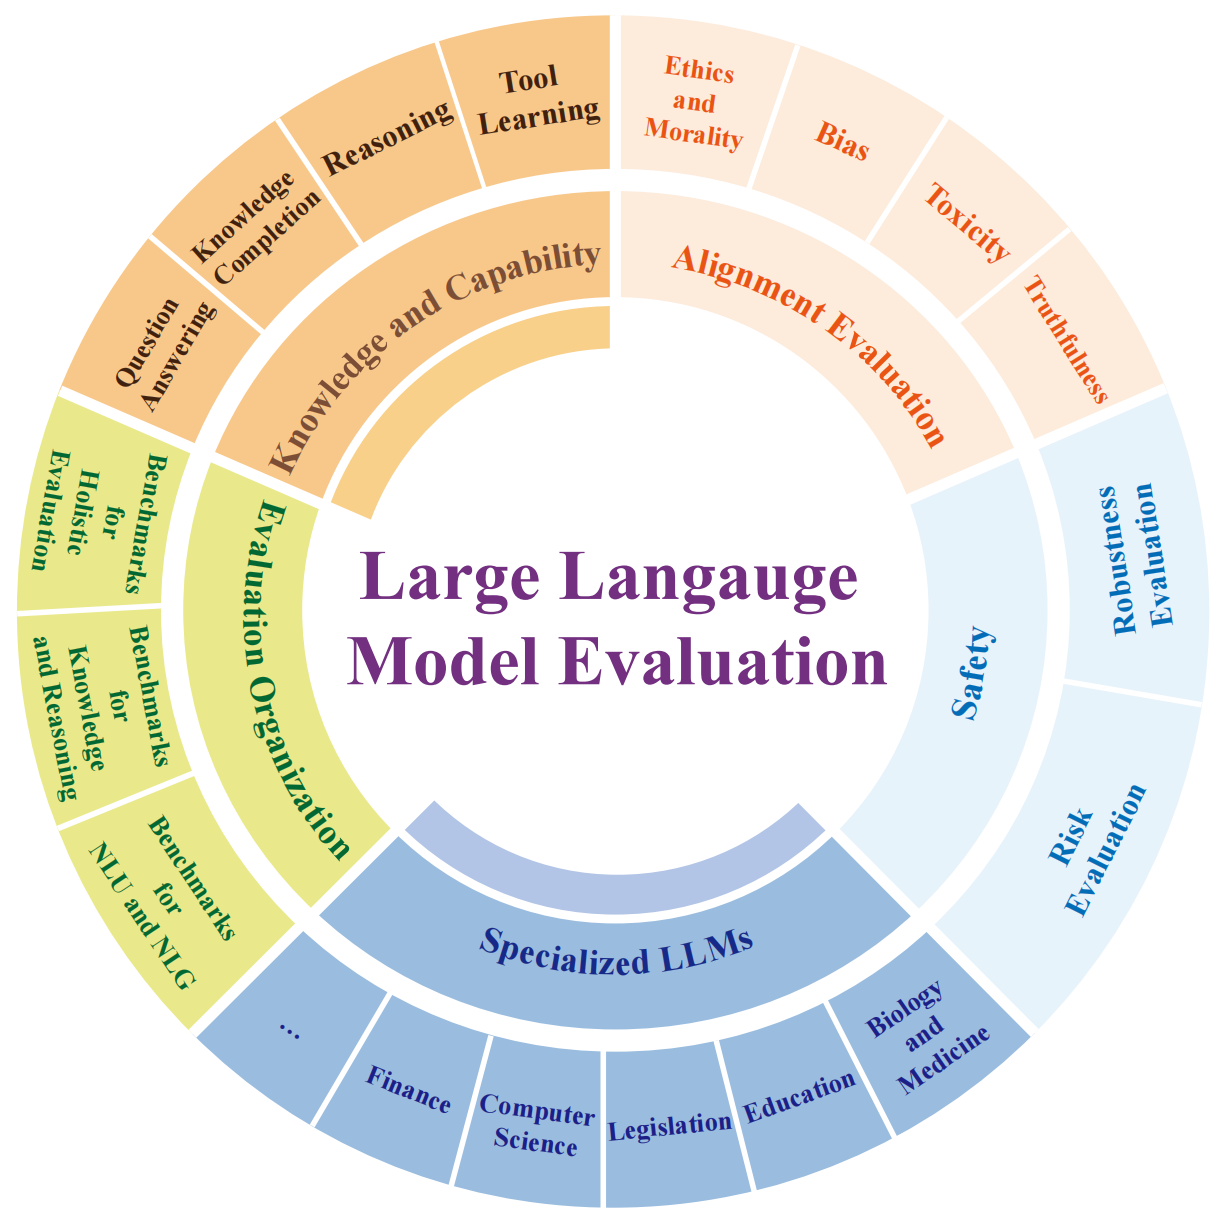 Large Langauge
Model Evaluation
Knowledge and Capability
Question
Answering
Knowledge
Completion
Reasoning
Tool
Learning
Alignment Evaluation
Ethics
and
Morality
Bias
Toxicity
Truthfulness
Safety
Robustness
Evaluation
Risk
Evaluation
Specialized LLMs
Biology
and
Medicine
Education
Legislation
Computer
Science
Finance
...
Evaluation Organization
Benchmarks
for
NLU and NLG
Benchmarks
for
Knowledge
and Reasoning
Benchmarks
for
Holistic
Evaluation